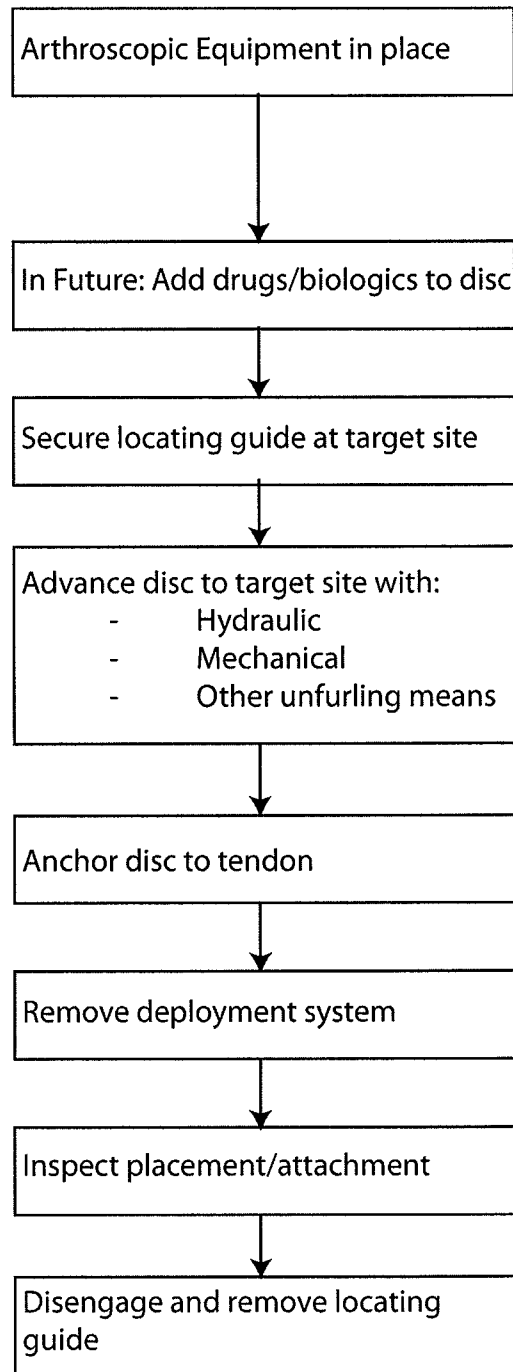 Arthroscopic Equipment in place
In Future: Add drugs/biologics to disc
Secure locating guide at target site
Advance disc to target site with:
- Hydraulic
- Mechanical
- Other unfurling means
Anchor disc to tendon
Remove deployment system
Inspect placement/attachment
Disengage and remove locating
guide